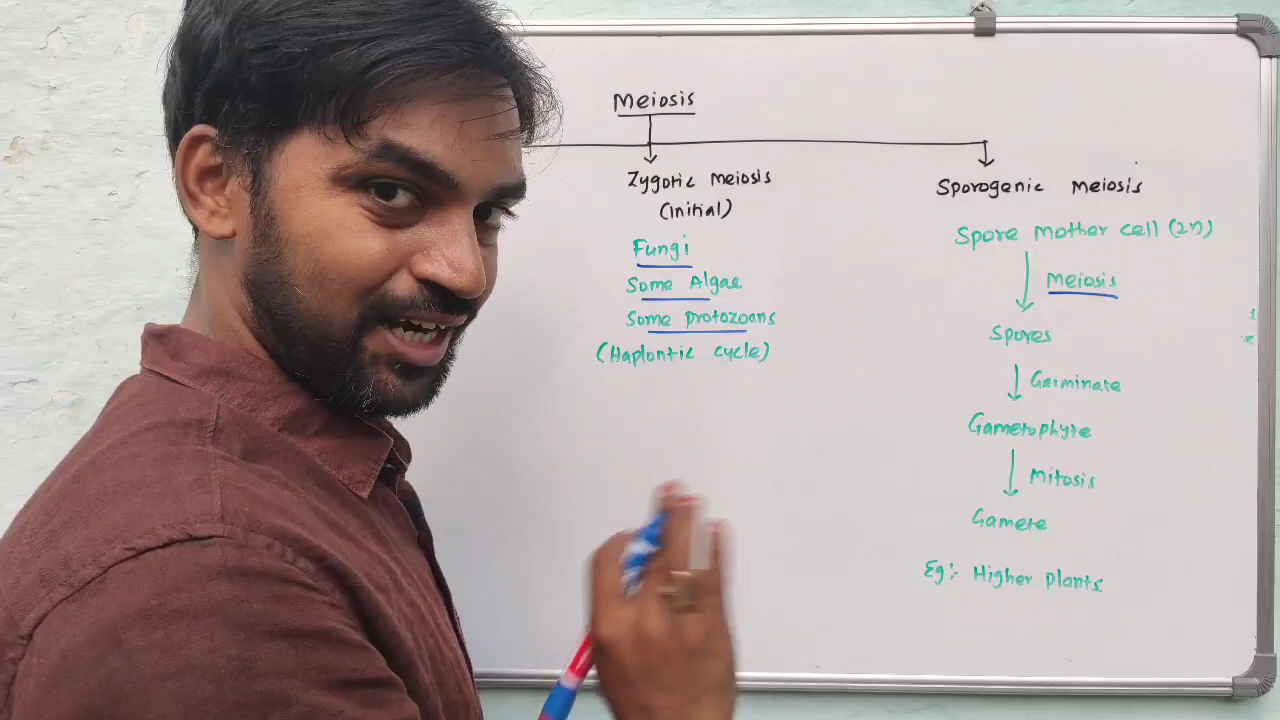 Meiosis
Zygotic meiosis
(Initial)
Fungi
Some Algae
Some protozoans
(Haplontic cycle)
Sporogenic meiosis
Spore mother cell (2n)
Meiosis
Spores
Garminate
Gametophyte
Mitosis
Gamete
Eg:- Higher plants